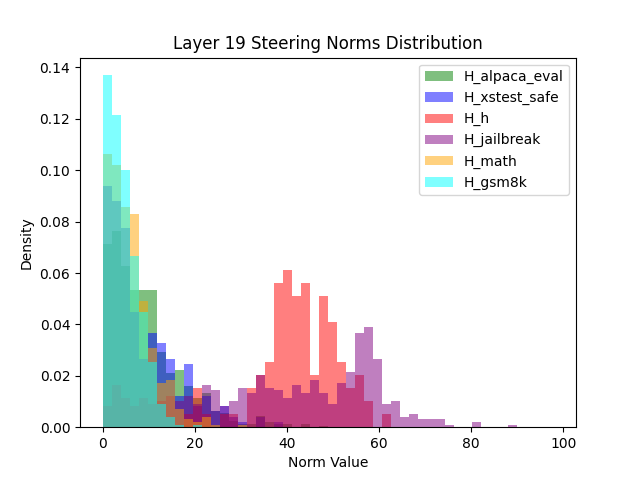 Layer 19 Steering Norms Distribution
0.14
0.12
0.10
0.08
0.06
0.04
0.02
0.00
Density
H_alpaca_eval
H_xstest_safe
H_h
H_jailbreak
H_math
H_gsm8k
0 20 40 60 80 100
Norm Value